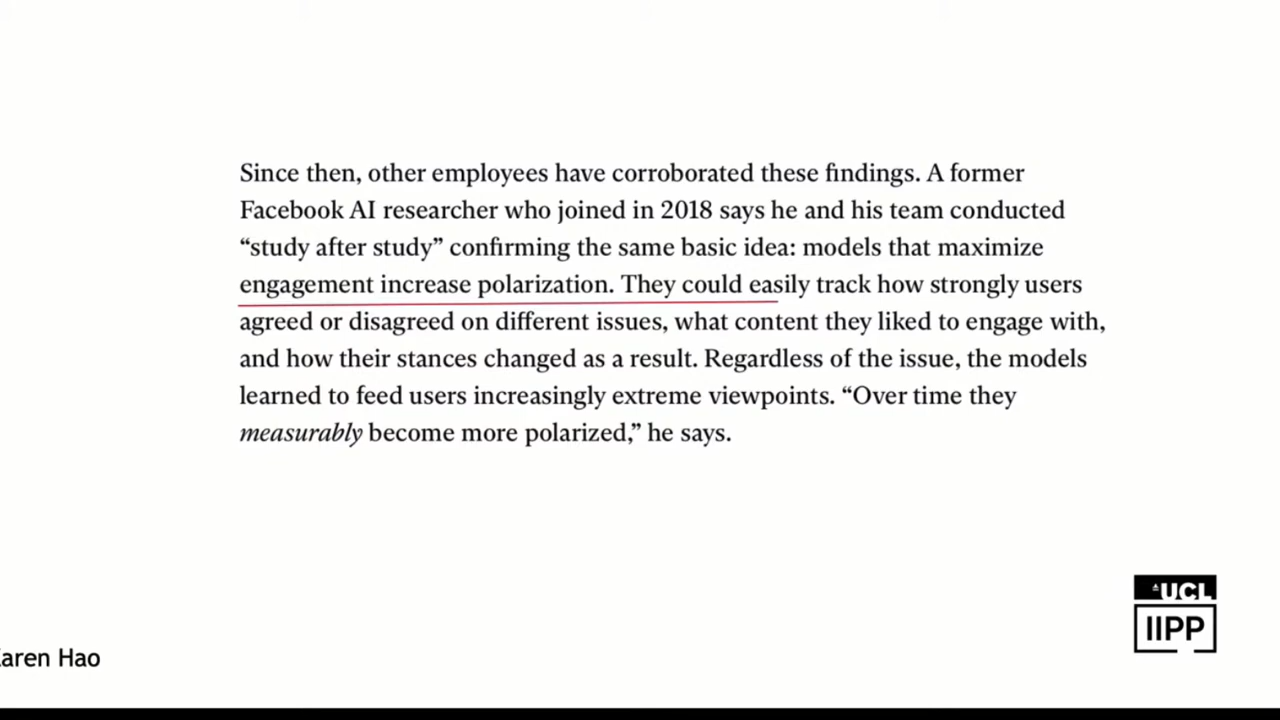 Since then, other employees have corroborated these findings. A former
Facebook AI researcher who joined in 2018 says he and his team conducted
“study after study” confirming the same basic idea: models that maximize
engagement increase polarization. They could easily track how strongly users
agreed or disagreed on different issues, what content they liked to engage with,
and how their stances changed as a result. Regardless of the issue, the models
learned to feed users increasingly extreme viewpoints. “Over time they
measurably become more polarized,” he says.
UCL
IIPP
aren Hao